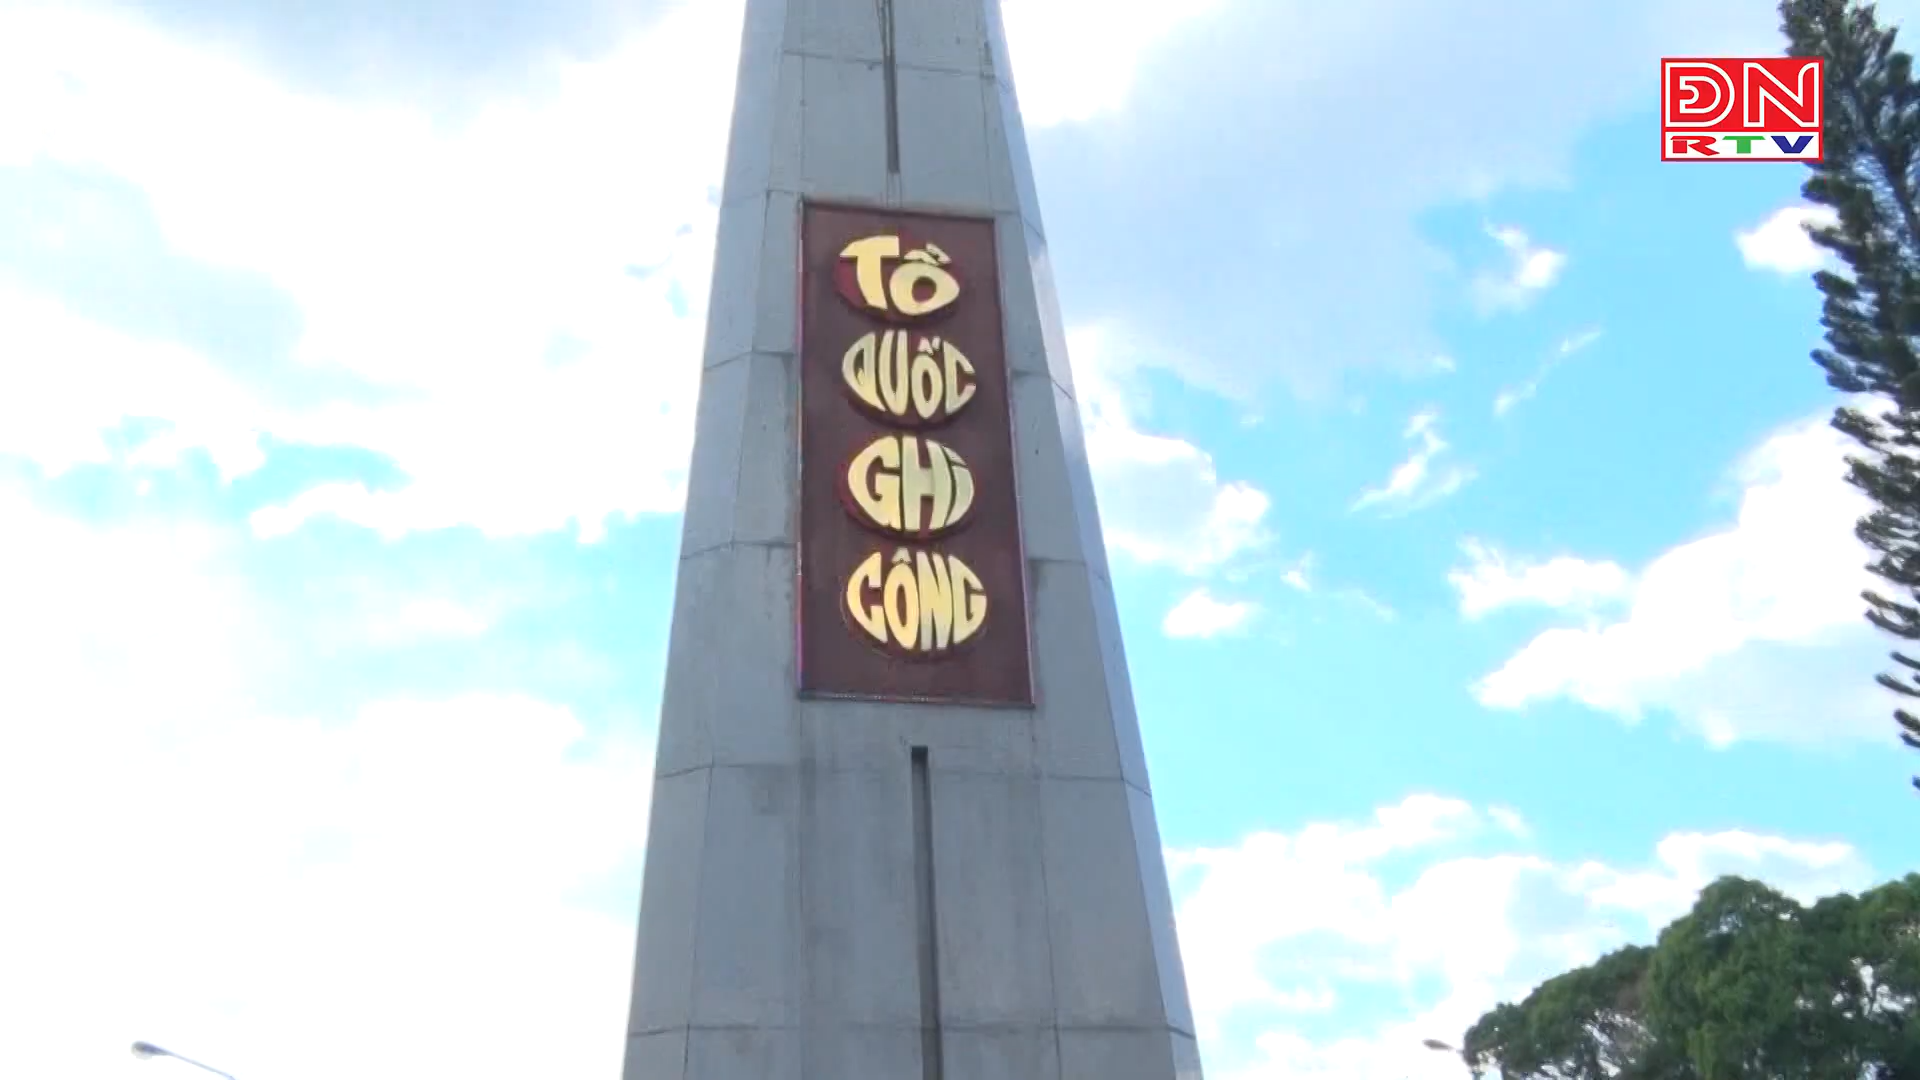 TỔ
QUỐC
GHI
CÔNG
ĐN
RTV